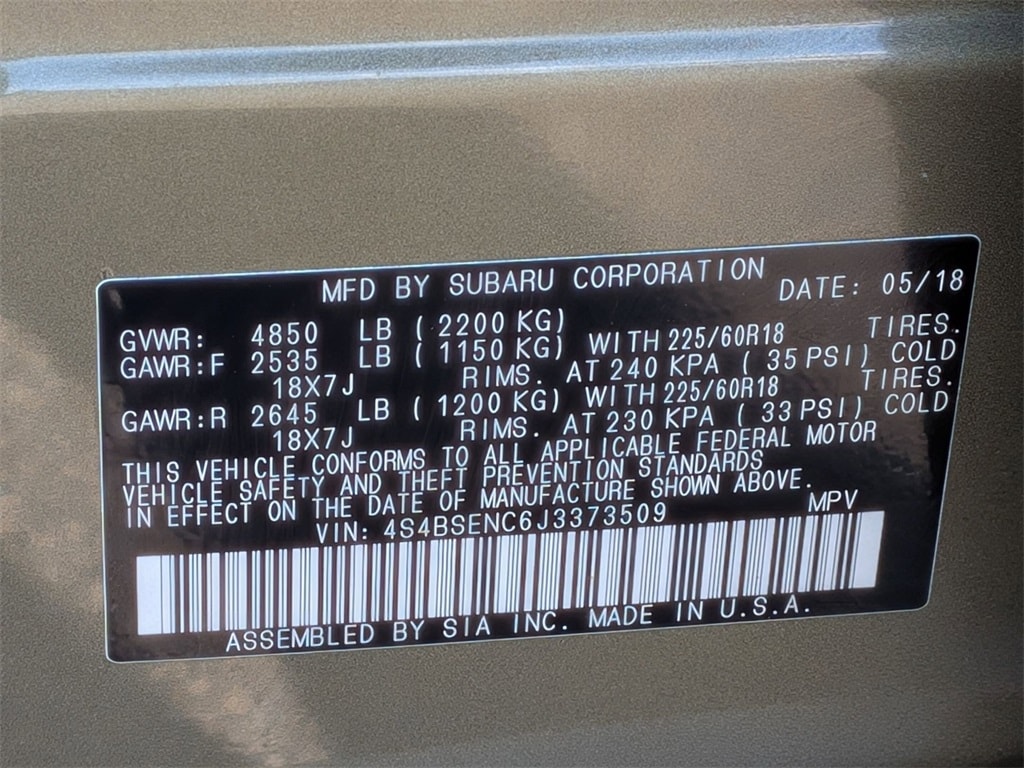 MFD BY SUBARU CORPORATION DATE: 05/18
GVWR: 4850 LB ( 2200 KG)
GAWR:F 2535 LB ( 1150 KG) WITH 225/60R18 TIRES.
18X7J RIMS. AT 240 KPA ( 35 PSI) COLD
GAWR:R 2645 LB ( 1200 KG) WITH 225/60R18 TIRES.
18X7J RIMS. AT 230 KPA ( 33 PSI) COLD
THIS VEHICLE CONFORMS TO ALL APPLICABLE FEDERAL MOTOR
VEHICLE SAFETY AND THEFT PREVENTION STANDARDS
IN EFFECT ON THE DATE OF MANUFACTURE SHOWN ABOVE.
VIN: 4S4BSENC6J3373509 MPV
ASSEMBLED BY SIA INC. MADE IN U.S.A.